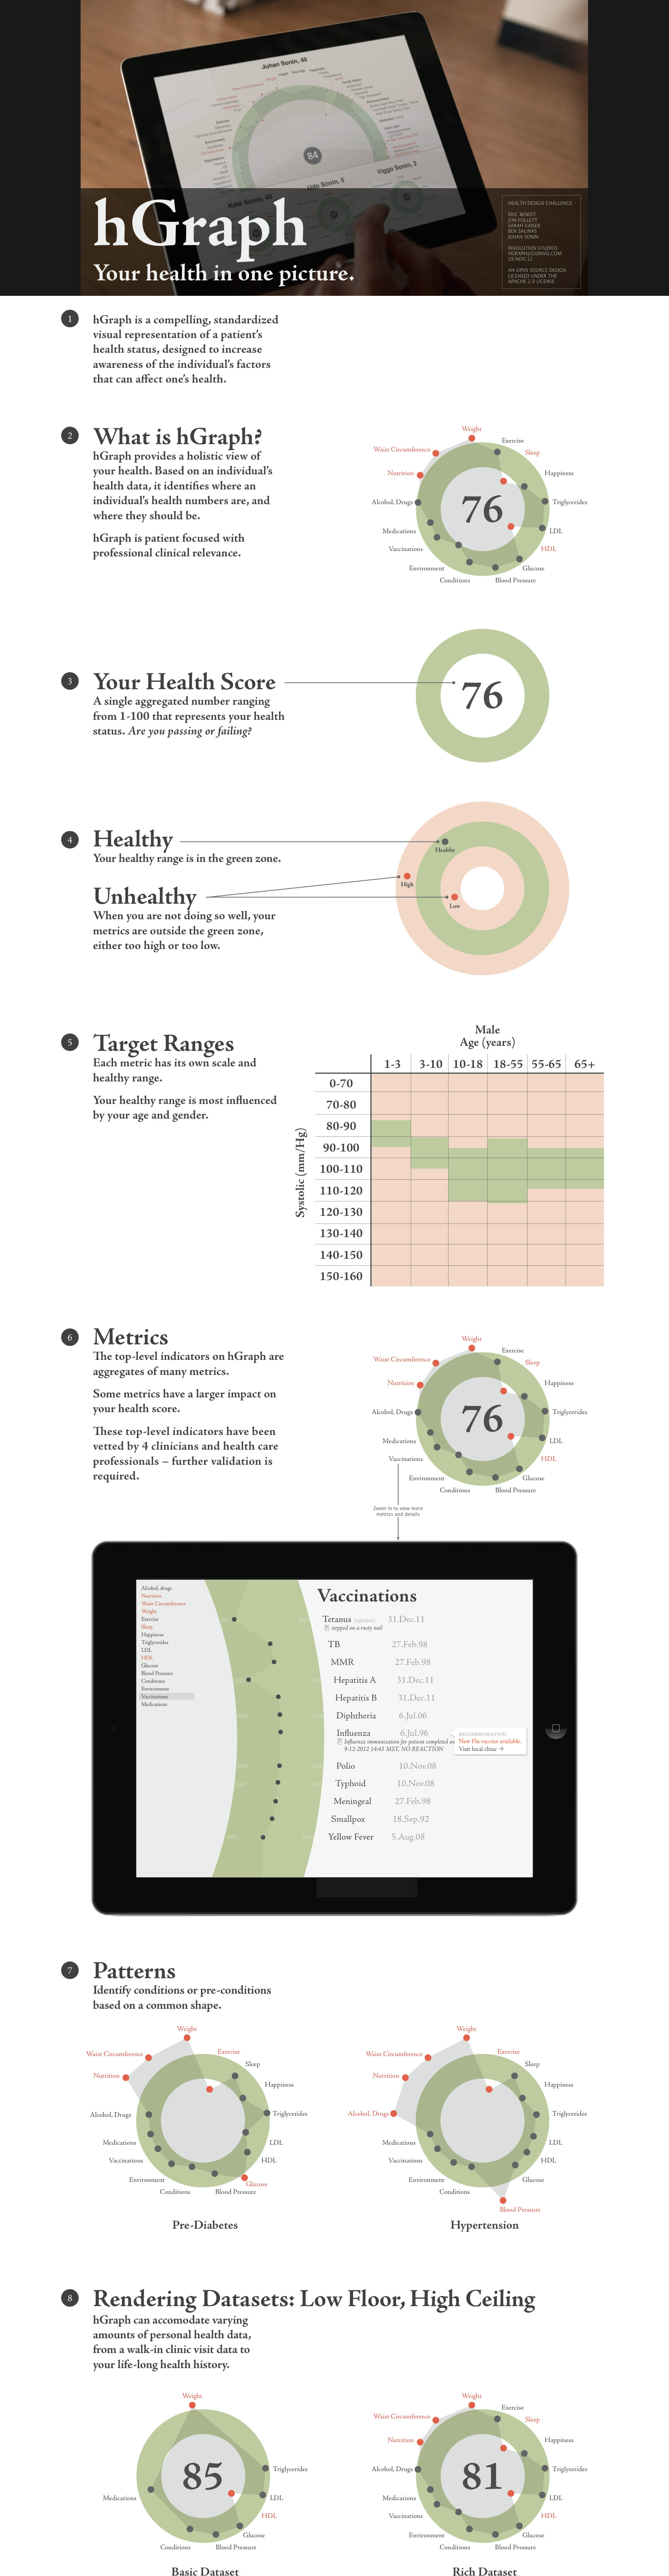 Juhan Sonin, 40
84
Kate Sonin, 40
Udo Sonin, 5
Viggo Sonin, 2
hGraph
Your health in one picture.
HEALTH DESIGN CHALLENGE
ERIC BENOIT
JON FOLLETT
SARAH KAISER
BEN SALINAS
JUHAN SONIN
INVOLUTION STUDIOS
HGRAPH@GOINVO.COM
29.NOV.12
AN OPEN SOURCE DESIGN
LICENSED UNDER THE
APACHE 2.0 LICENSE
1
hGraph is a compelling, standardized
visual representation of a patient's
health status, designed to increase
awareness of the individual's factors
that can affect one's health.
2
What is hGraph?
hGraph provides a holistic view of
your health. Based on an individual's
health data, it identifies where an
individual's health numbers are, and
where they should be.
hGraph is patient focused with
professional clinical relevance.
Weight
Exercise
Waist Circumference
Sleep
Nutrition
Happiness
Alcohol, Drugs
76
Triglycerides
Medications
LDL
Vaccinations
HDL
Environment
Glucose
Conditions
Blood Pressure
3
Your Health Score
A single aggregated number ranging
from 1-100 that represents your health
status. Are you passing or failing?
76
4
Healthy
Your healthy range is in the green zone.
Unhealthy
When you are not doing so well, your
metrics are outside the green zone,
either too high or too low.
Healthy
High
Low
5
Target Ranges
Each metric has its own scale and
healthy range.
Your healthy range is most influenced
by your age and gender.
Male
Age (years)
1-3 3-10 10-18 18-55 55-65 65+
Systolic (mm/Hg)
0-70
70-80
80-90
90-100
100-110
110-120
120-130
130-140
140-150
150-160
6
Metrics
The top-level indicators on hGraph are
aggregates of many metrics.
Some metrics have a larger impact on
your health score.
These top-level indicators have been
vetted by 4 clinicians and health care
professionals – further validation is
required.
Weight
Exercise
Waist Circumference
Sleep
Nutrition
Happiness
Alcohol, Drugs
76
Triglycerides
Medications
LDL
Vaccinations
HDL
Environment
Glucose
Conditions
Blood Pressure
Zoom in to view more
metrics and details
Alcohol, drugs
Nutrition
Waist Circumference
Weight
Exercise
Sleep
Happiness
Triglycerides
LDL
HDL
Glucose
Blood Pressure
Conditions
Environment
Vaccinations
Medications
Vaccinations
Tetanus (injection) 31.Dec.11
stepped on a rusty nail
TB 27.Feb.98
MMR 27.Feb.98
Hepatitis A 31.Dec.11
Hepatitis B 31.Dec.11
Diphtheria 6.Jul.06
Influenza 6.Jul.96
Influenza immunization for patient completed on
9-12-2012 14:43 MST. NO REACTION
RECOMMENDATION
New Flu vaccine available.
Visit local clinic →
Polio 10.Nov.08
Typhoid 10.Nov.08
Meningeal 27.Feb.98
Smallpox 18.Sep.92
Yellow Fever 5.Aug.08
7
Patterns
Identify conditions or pre-conditions
based on a common shape.
Weight
Exercise
Waist Circumference
Sleep
Nutrition
Happiness
Alcohol, Drugs
Triglycerides
Medications
LDL
Vaccinations
HDL
Environment
Glucose
Conditions
Blood Pressure
Pre-Diabetes
Weight
Exercise
Waist Circumference
Sleep
Nutrition
Happiness
Alcohol, Drugs
Triglycerides
Medications
LDL
Vaccinations
HDL
Environment
Glucose
Conditions
Blood Pressure
Hypertension
8
Rendering Datasets: Low Floor, High Ceiling
hGraph can accomodate varying
amounts of personal health data,
from a walk-in clinic visit data to
your life-long health history.
Weight
85
Triglycerides
Medications
LDL
HDL
Glucose
Conditions
Blood Pressure
Basic Dataset
Weight
Exercise
Waist Circumference
Sleep
Nutrition
Happiness
Alcohol, Drugs
81
Triglycerides
Medications
LDL
Vaccinations
HDL
Environment
Glucose
Conditions
Blood Pressure
Rich Dataset